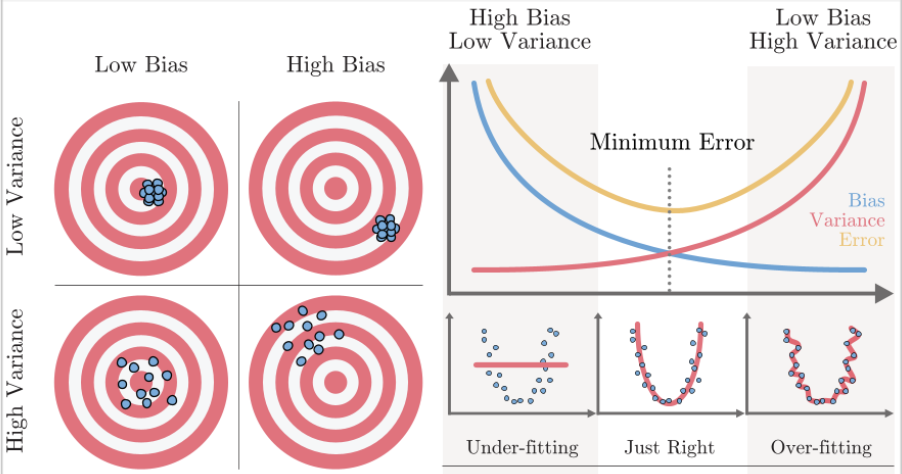 High Bias
Low Variance
Low Bias
High Variance
Low Bias
High Bias
Low Variance
High Variance
Minimum Error
Bias
Variance
Error
Under-fitting
Just Right
Over-fitting